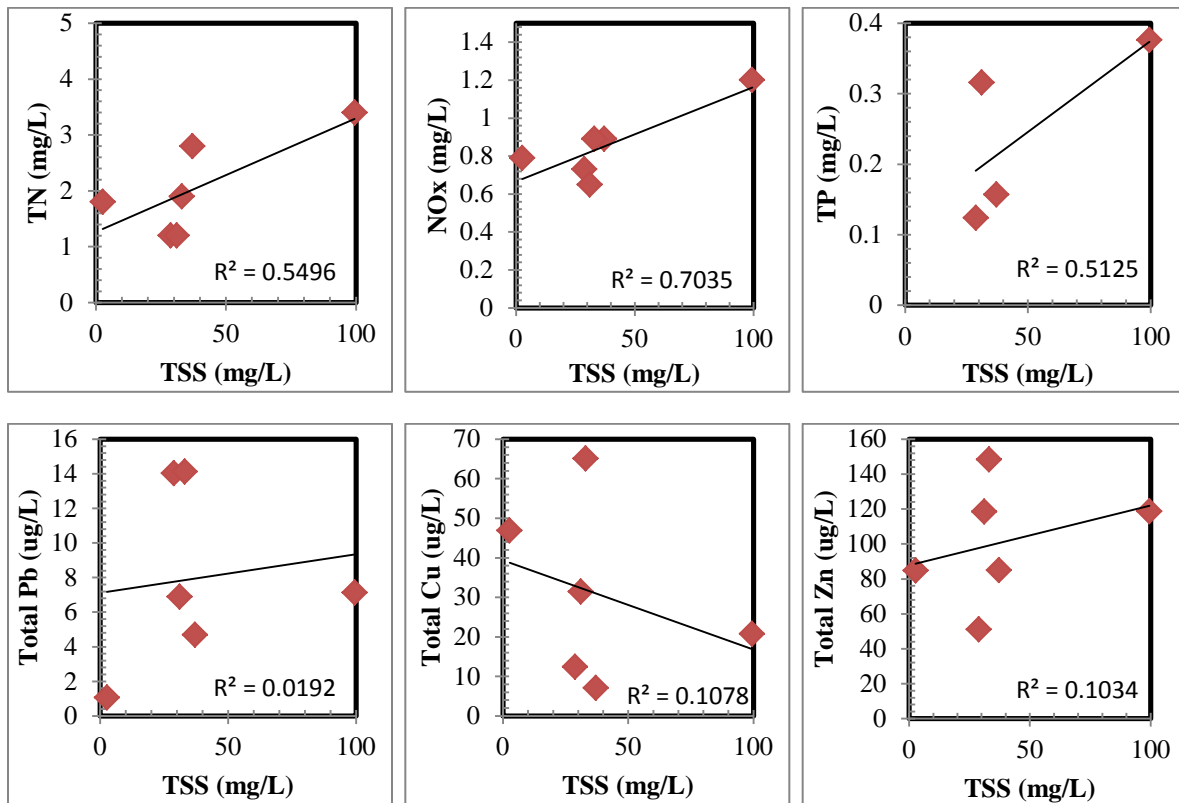 TN (mg/L)
5
4
3
2
1
0
R² = 0.5496
0 50 100
TSS (mg/L)
NOx (mg/L)
1.4
1.2
1
0.8
0.6
0.4
0.2
0
R² = 0.7035
0 50 100
TSS (mg/L)
TP (mg/L)
0.4
0.3
0.2
0.1
0
R² = 0.5125
0 50 100
TSS (mg/L)
Total Pb (ug/L)
16
14
12
10
8
6
4
2
0
R² = 0.0192
0 50 100
TSS (mg/L)
Total Cu (ug/L)
70
60
50
40
30
20
10
0
R² = 0.1078
0 50 100
TSS (mg/L)
Total Zn (ug/L)
160
140
120
100
80
60
40
20
0
R² = 0.1034
0 50 100
TSS (mg/L)